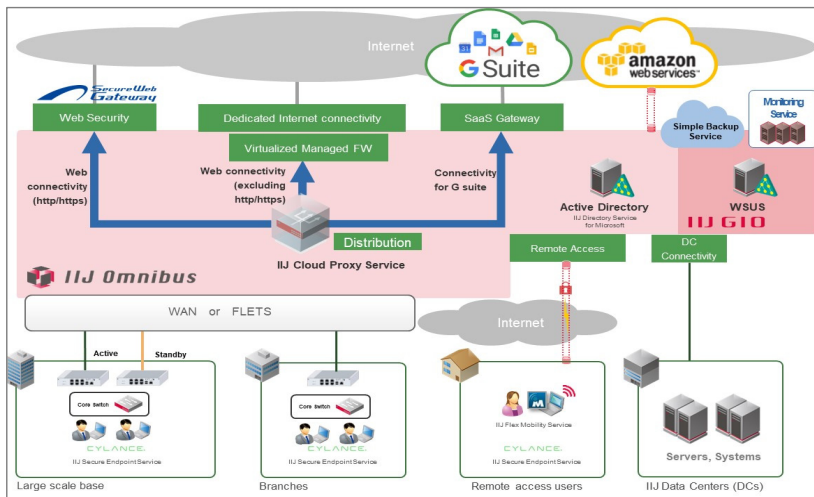 Internet
31
G Suite
amazon
web services™
SecureWeb
Gateway
Monitoring
Service
Web Security
Dedicated Internet connectivity
SaaS Gateway
Simple Backup
Service
Virtualized Managed FW
Web
connectivity
(http/https)
Web connectivity
(excluding
http/https)
Connectivity
for G suite
Active Directory
IIJ Directory Service
for Microsoft
WSUS
IIJ GIO
Distribution
Remote Access
DC
Connectivity
IIJ Cloud Proxy Service
IIJ Omnibus
WAN or FLETS
Internet
Active
Standby
Core Switch
Core Switch
M
IIJ Flex Mobility Service
CYLANCE
CYLANCE
CYLANCE
IIJ Secure Endpoint Service
IIJ Secure Endpoint Service
IIJ Secure Endpoint Service
Servers, Systems
Large scale base
Branches
Remote access users
IIJ Data Centers (DCs)